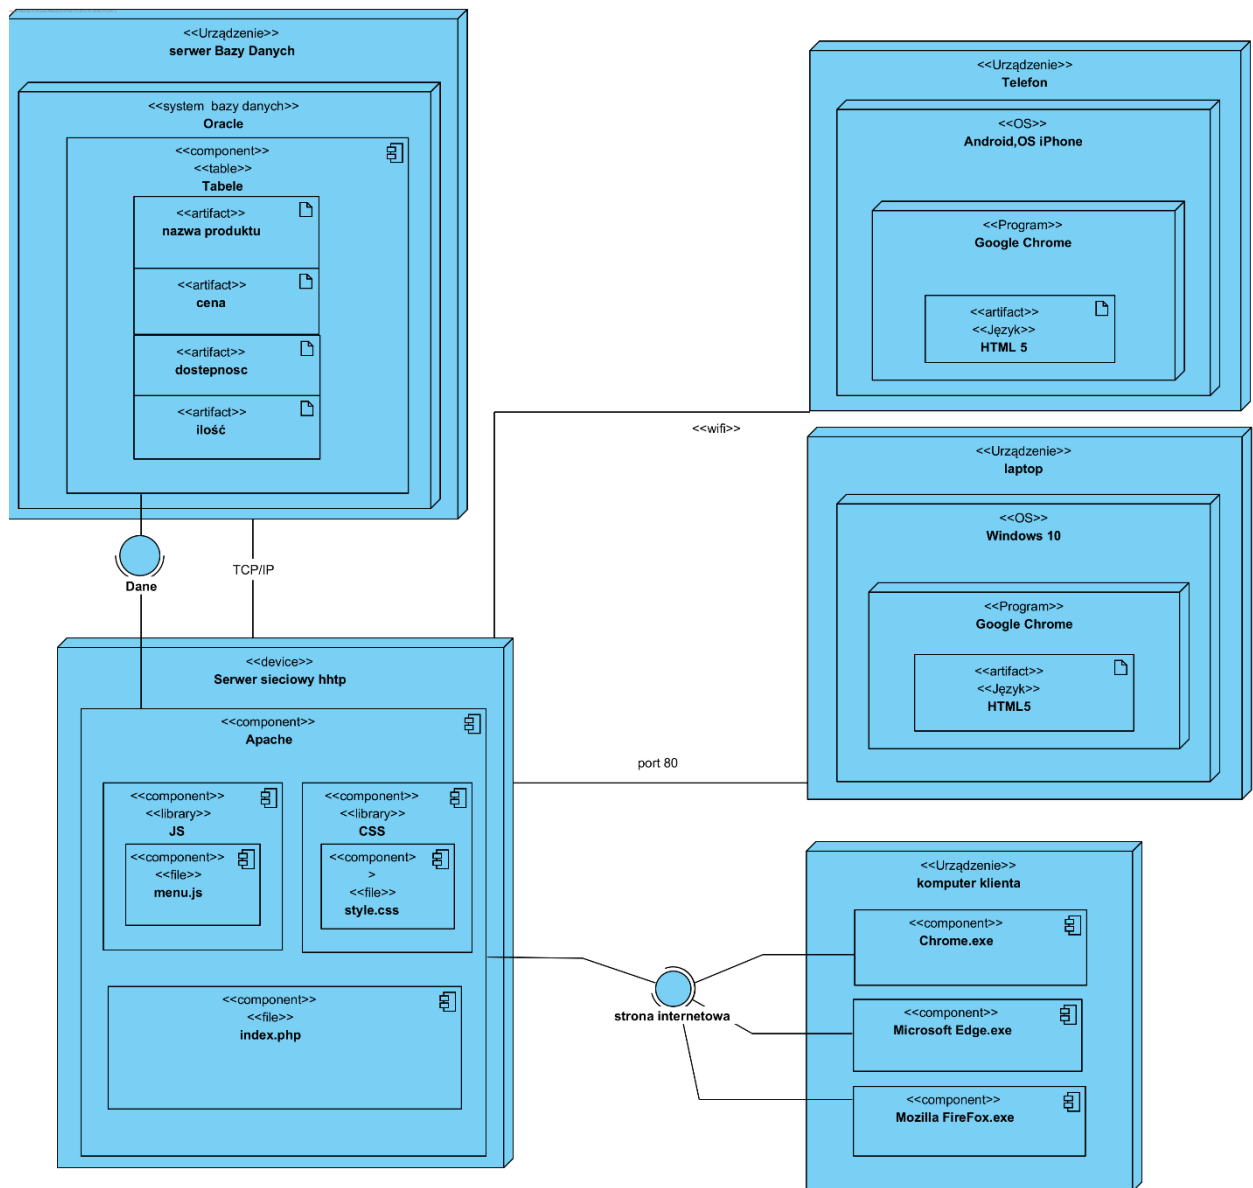 <<Urządzenie>>
serwer Bazy Danych
<<system  bazy danych>>
Oracle
<<component>>
<<table>>
Tabele
<<artifact>>
nazwa produktu
<<artifact>>
cena
<<artifact>>
dostepnosc
<<artifact>>
ilość
Dane
TCP/IP
<<device>>
Serwer sieciowy hhtp
<<component>>
Apache
<<component>>
<<library>>
JS
<<component>>
<<file>>
menu.js
<<component>>
<<library>>
CSS
<<component>
>
<<file>>
style.css
<<component>>
<<file>>
index.php
<<wifi>>
port 80
strona internetowa
<<Urządzenie>>
Telefon
<<OS>>
Android,OS iPhone
<<Program>>
Google Chrome
<<artifact>>
<<Język>>
HTML 5
<<Urządzenie>>
laptop
<<OS>>
Windows 10
<<Program>>
Google Chrome
<<artifact>>
<<Język>>
HTML5
<<Urządzenie>>
komputer klienta
<<component>>
Chrome.exe
<<component>>
Microsoft Edge.exe
<<component>>
Mozilla FireFox.exe